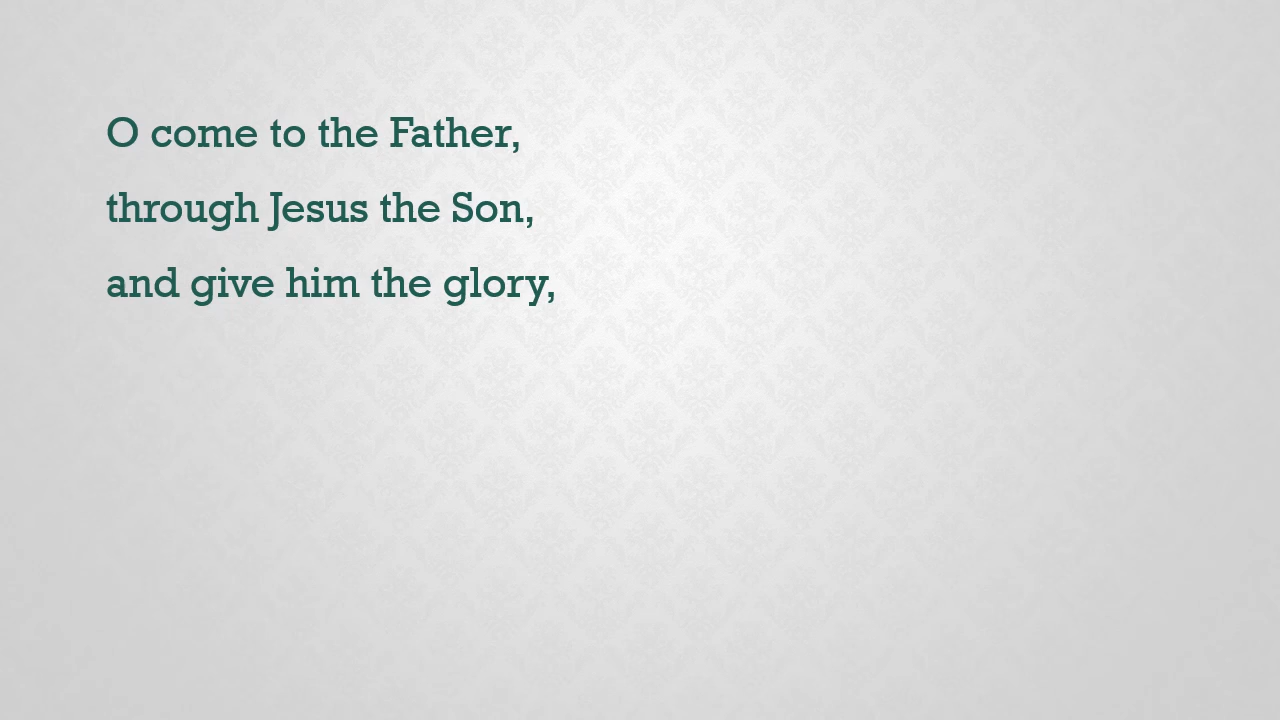 O come to the Father,
through Jesus the Son,
and give him the glory,